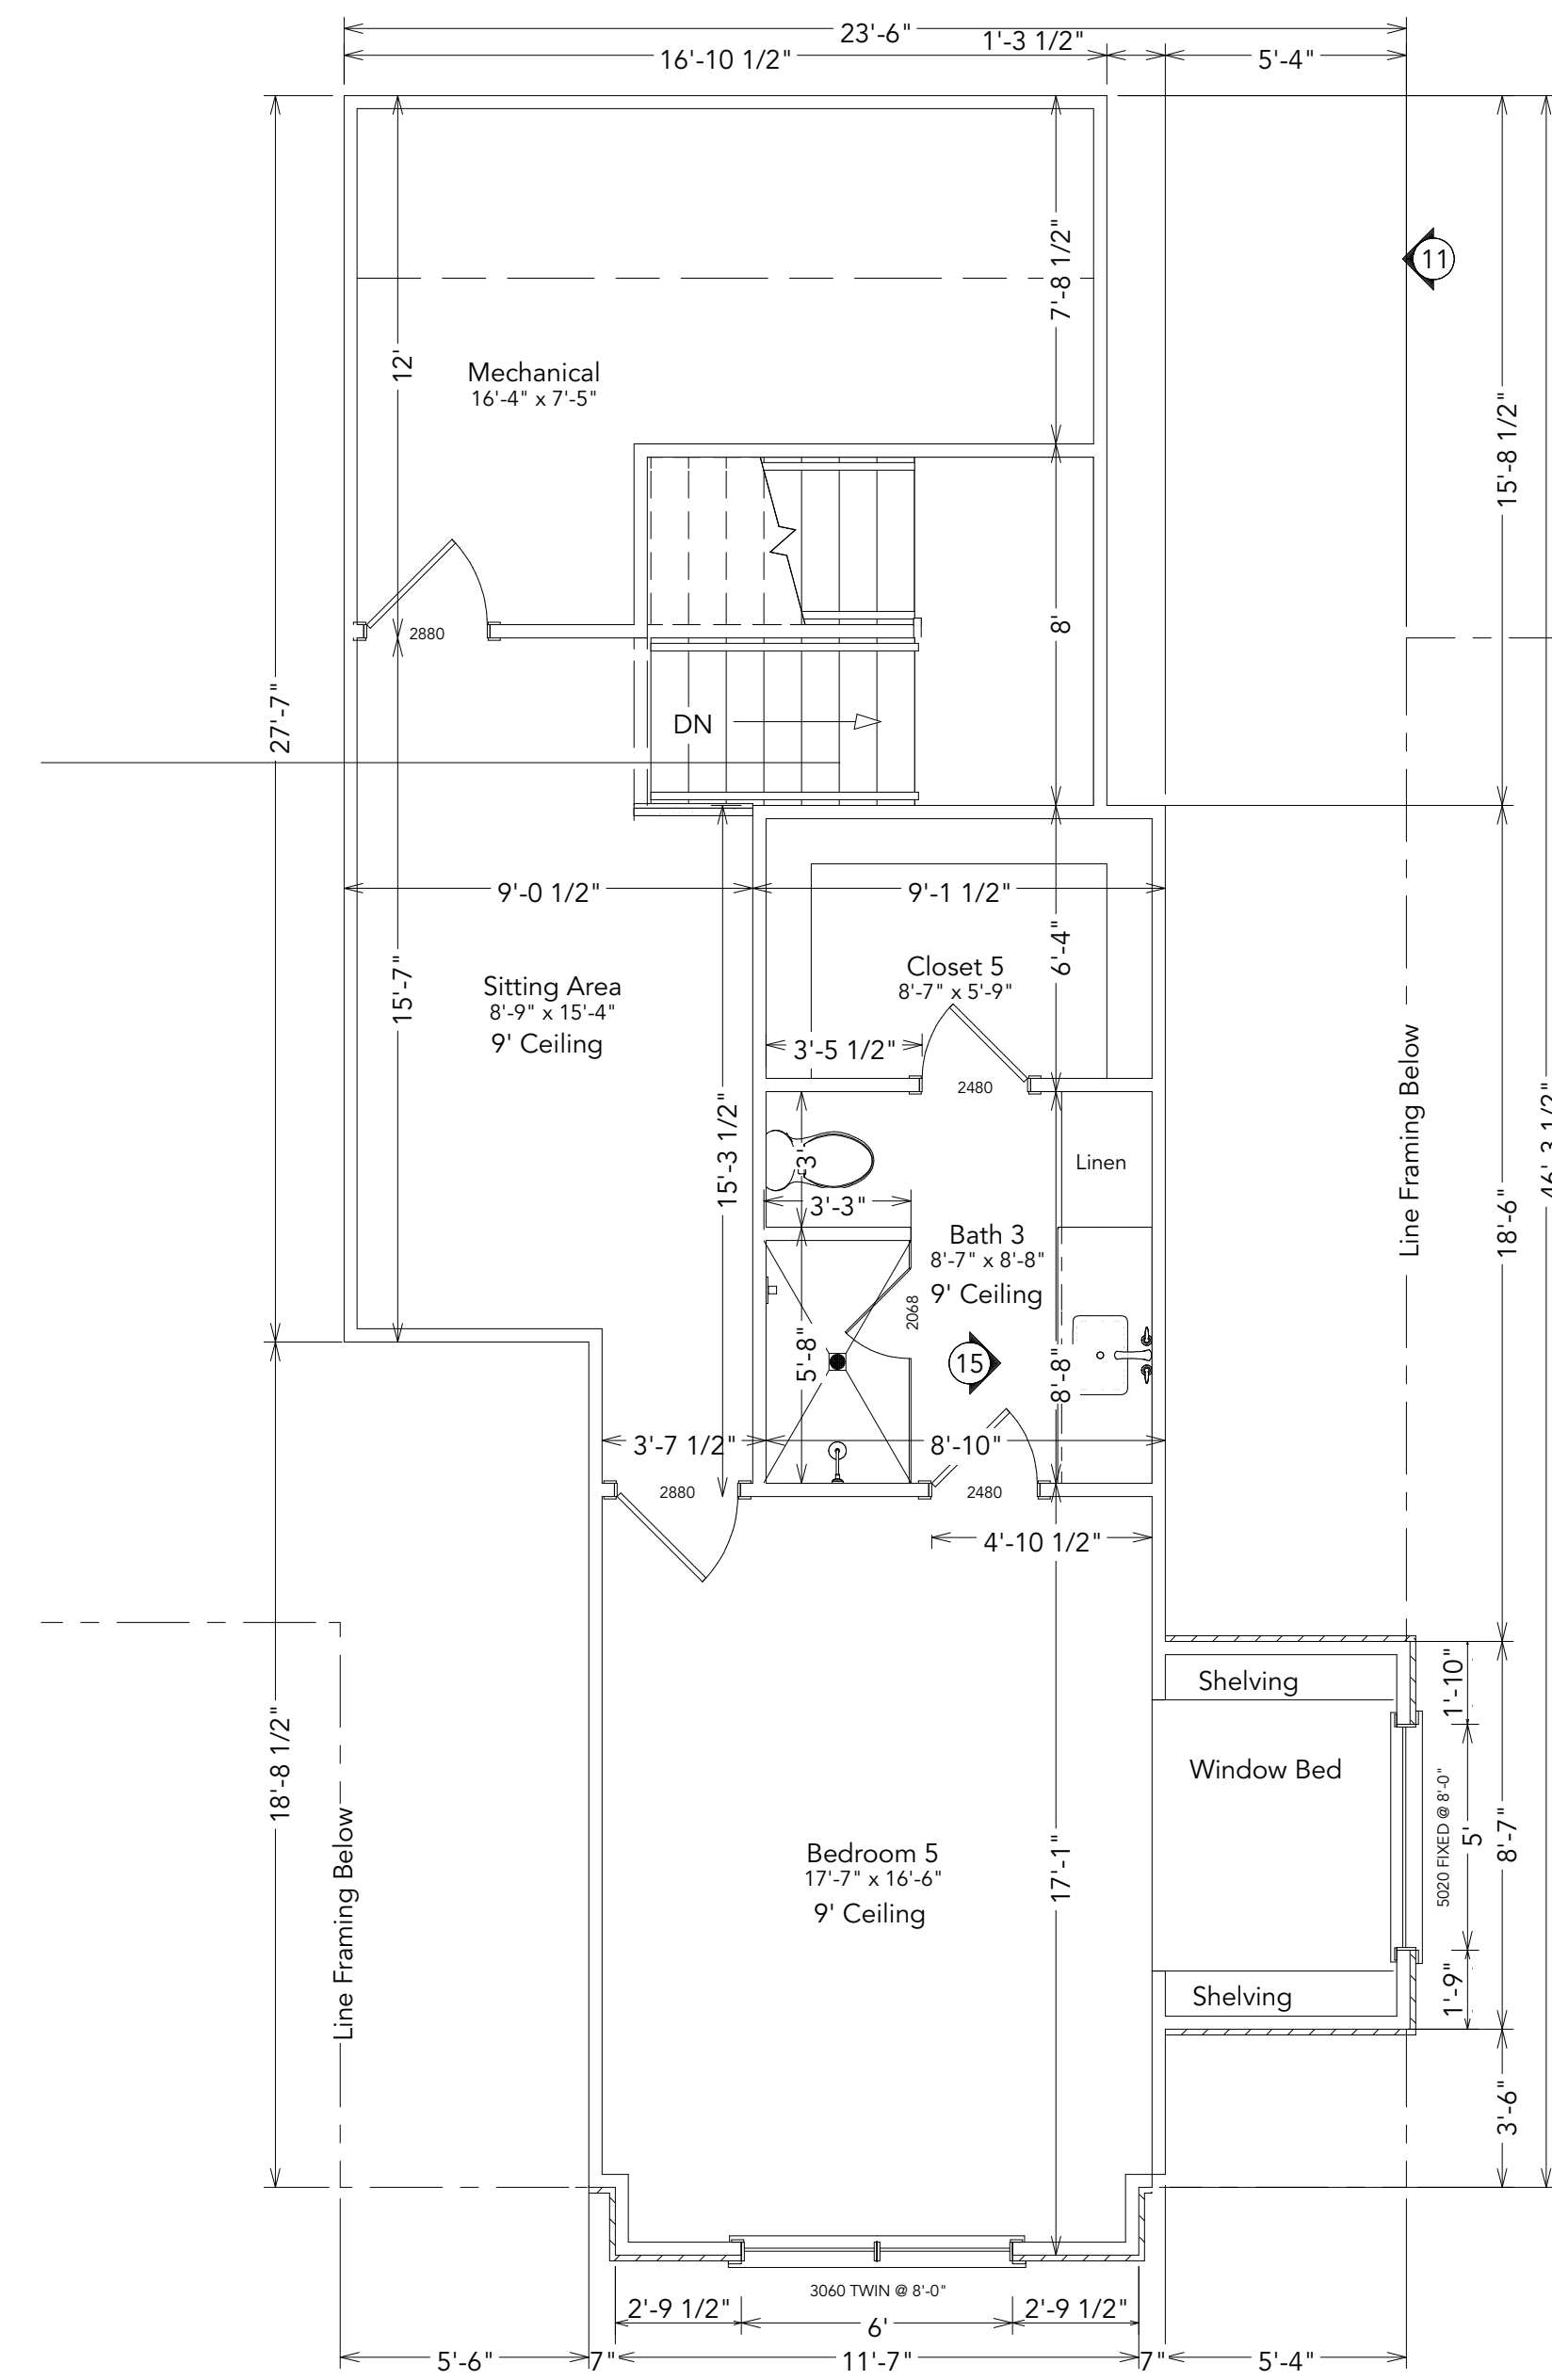 23'-6"
16'-10 1/2"
1'-3 1/2"
5'-4"
7'-8 1/2"
11
12'
Mechanical
16'-4" x 7'-5"
15'-8 1/2"
8'
2880
27'-7"
DN
9'-0 1/2"
9'-1 1/2"
6'-4"
Closet 5
8'-7" x 5'-9"
Sitting Area
8'-9" x 15'-4"
9' Ceiling
15'-7"
3'-5 1/2"
2480
Line Framing Below
46'-3 1/2"
15'-3 1/2"
3'
Linen
3'-3"
18'-6"
Bath 3
8'-7" x 8'-8"
9' Ceiling
2068
5'-8"
15
8'-8"
3'-7 1/2"
8'-10"
2880
2480
4'-10 1/2"
Shelving
1'-10"
18'-8 1/2"
Window Bed
5020 FIXED @ 8'-0"
5'
8'-7"
Bedroom 5
17'-7" x 16'-6"
9' Ceiling
17'-1"
Line Framing Below
Shelving
1'-9"
3'-6"
3060 TWIN @ 8'-0"
2'-9 1/2"
6'
2'-9 1/2"
5'-6"
7"
11'-7"
7"
5'-4"